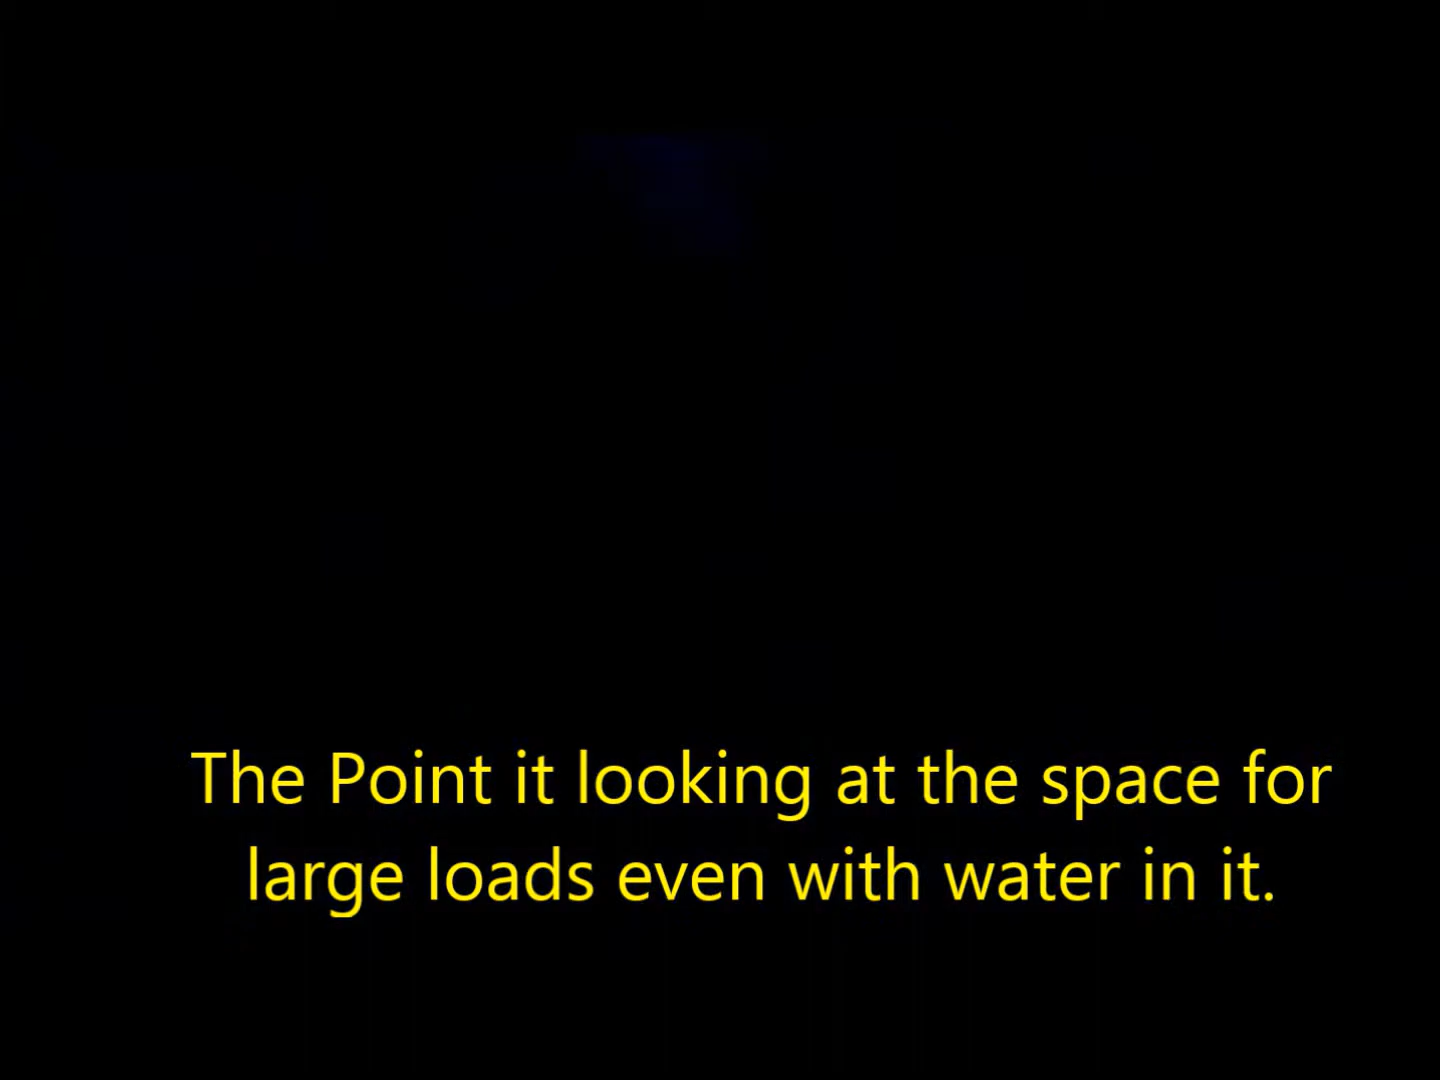 The Point it looking at the space for
large loads even with water in it.